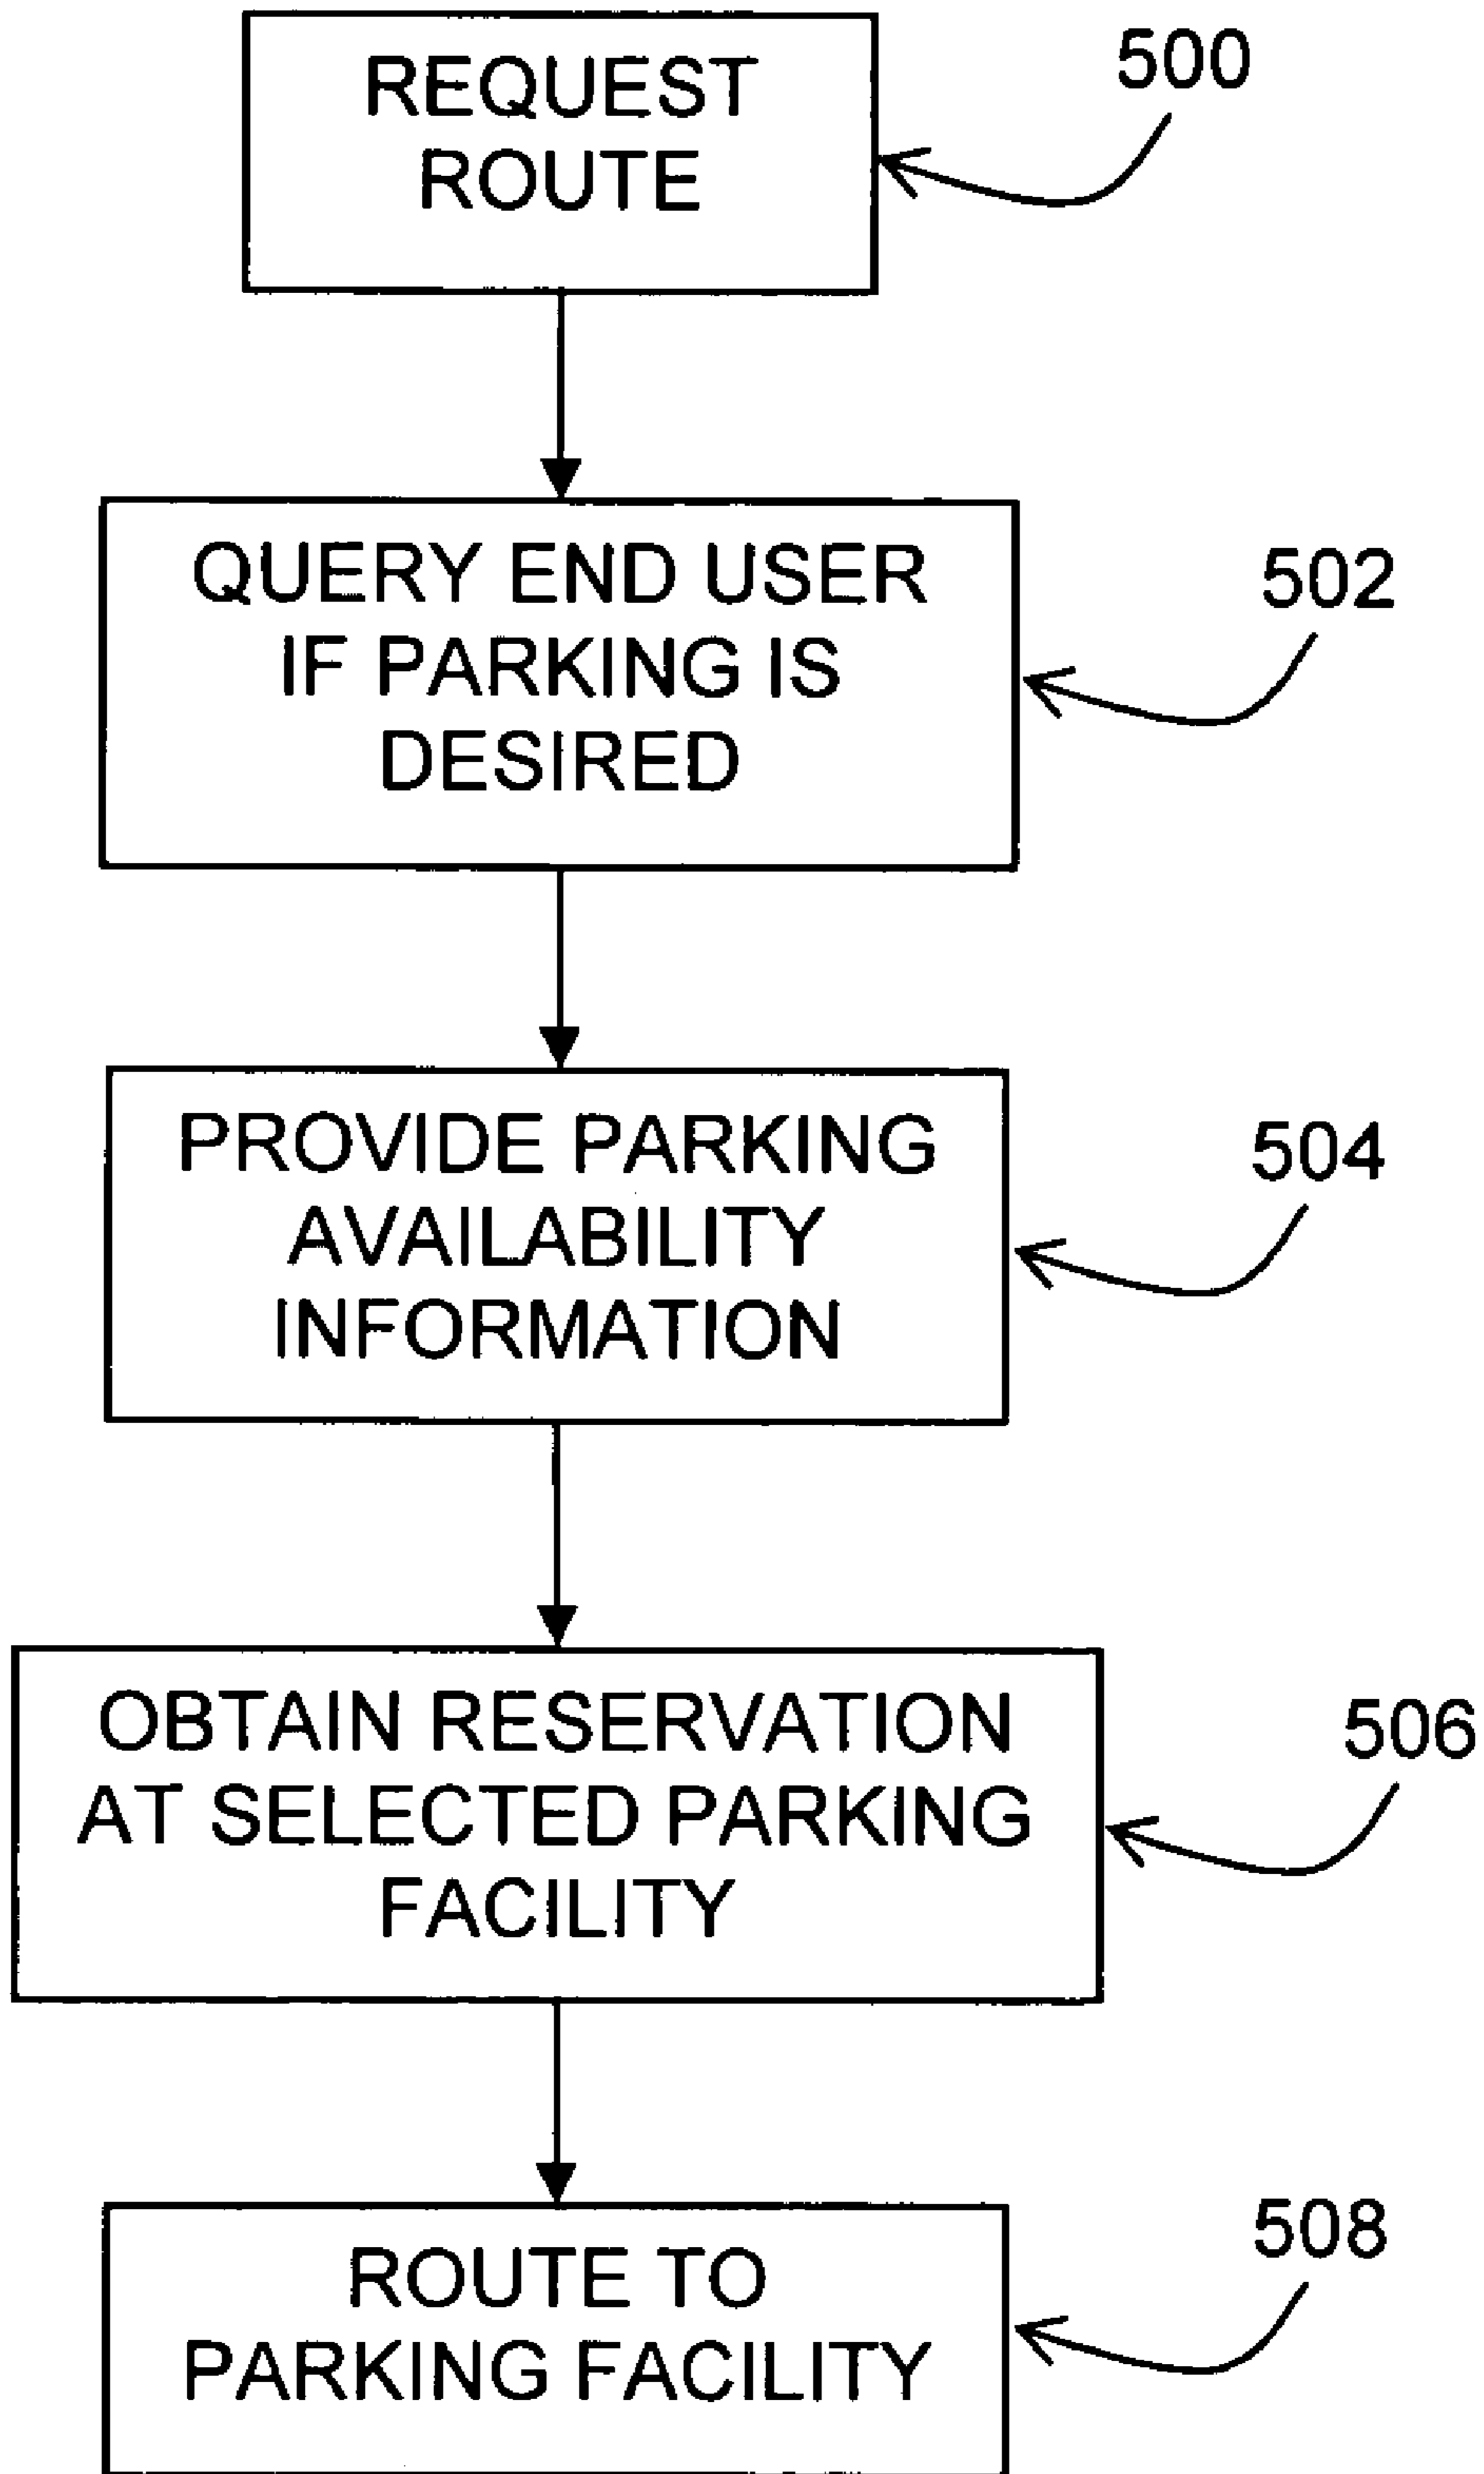 REQUEST
ROUTE
500
QUERY END USER
IF PARKING IS
DESIRED
502
PROVIDE PARKING
AVAILABILITY
INFORMATION
504
OBTAIN RESERVATION
AT SELECTED PARKING
FACILITY
506
ROUTE TO
PARKING FACILITY
508